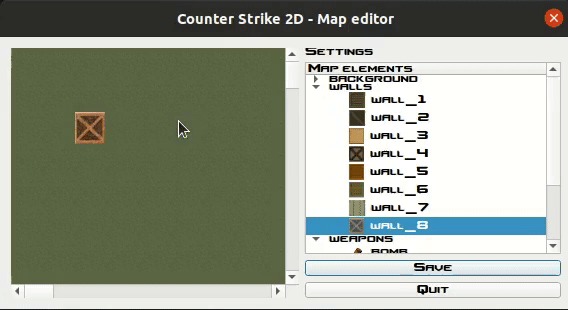 Counter Strike 2D - Map editor
Settings
Map elements
BACKGROUND
WALLS
WALL_1
WALL_2
WALL_3
WALL_4
WALL_5
WALL_6
WALL_7
WALL_8
WEAPONS
BOMB
Save
Quit